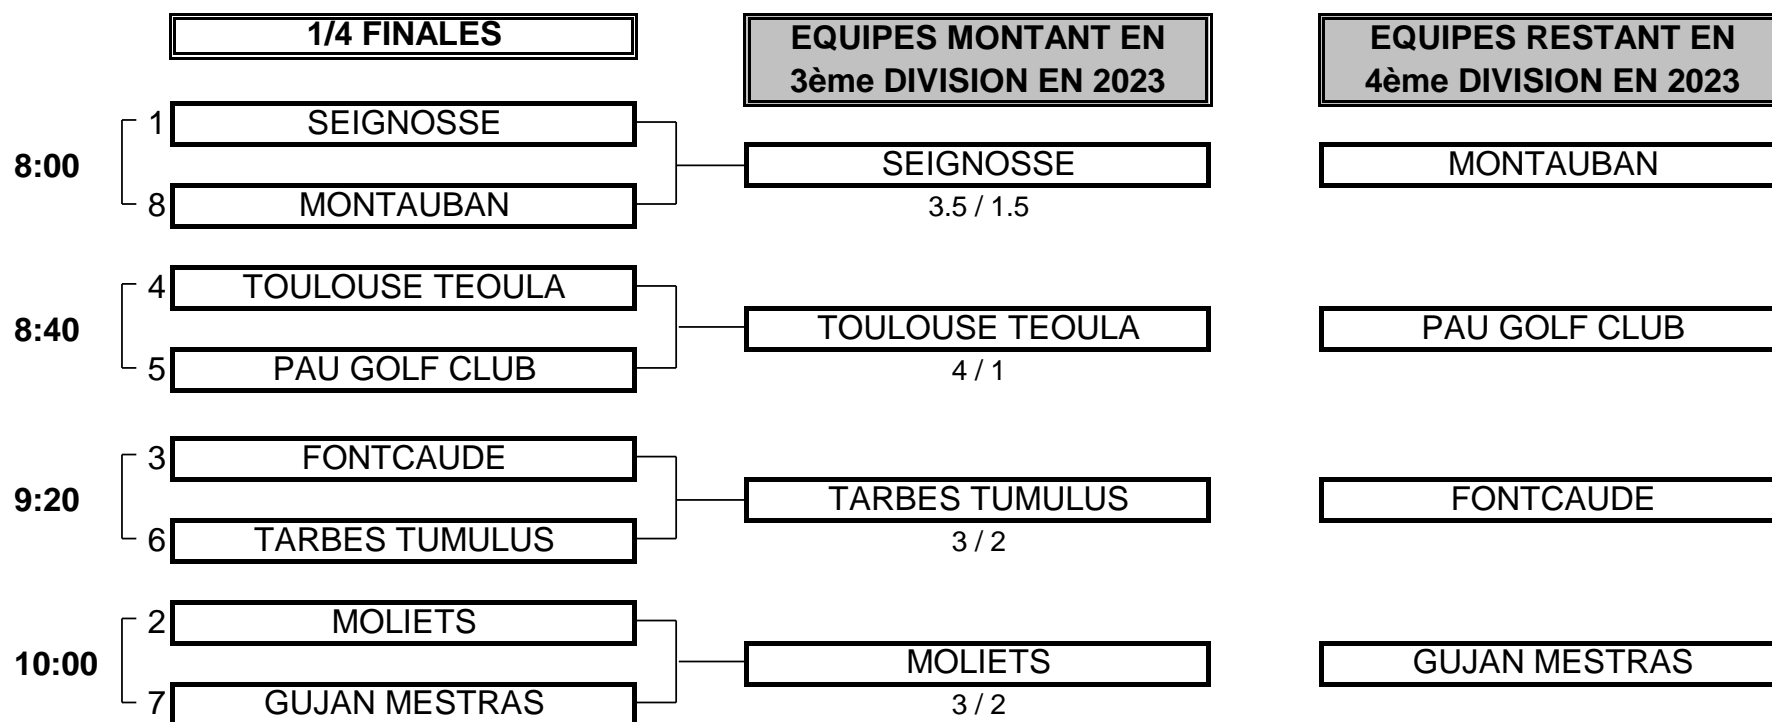 1/4 FINALES
EQUIPES MONTANT EN
3ème DIVISION EN 2023
EQUIPES RESTANT EN
4ème DIVISION EN 2023
1 SEIGNOSSE
8:00
SEIGNOSSE
MONTAUBAN
8 MONTAUBAN
3.5 / 1.5
4 TOULOUSE TEOULA
8:40
TOULOUSE TEOULA
PAU GOLF CLUB
5 PAU GOLF CLUB
4 / 1
3 FONTCAUDE
9:20
TARBES TUMULUS
FONTCAUDE
6 TARBES TUMULUS
3 / 2
2 MOLIETS
10:00
MOLIETS
GUJAN MESTRAS
7 GUJAN MESTRAS
3 / 2